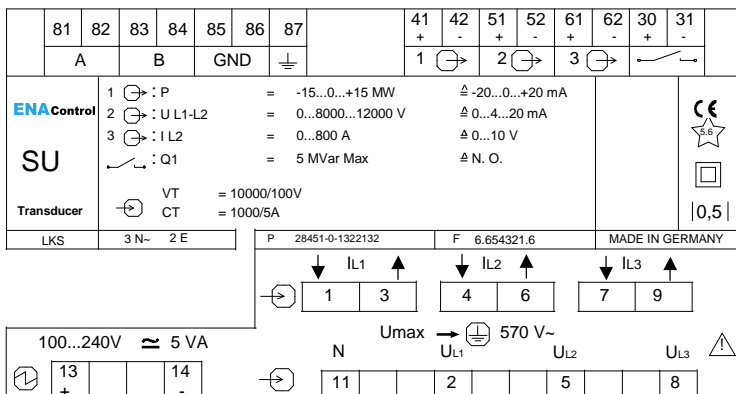 81 82 83 84 85 86 87 41 42 51 52 61 62 30 31
+ - + - + - + -
A B GND 1 2 3
1 : P = -15...0...+15 MW ≙ -20...0...+20 mA
ENAControl 2 : U L1-L2 = 0...8000...12000 V ≙ 0...4...20 mA CE
3 : I L2 = 0...800 A ≙ 0...10 V 5.6
SU : Q1 = 5 MVar Max ≙ N. O.
VT = 10000/100V
Transducer CT = 1000/5A 0,5
LKS 3 N~ 2 E P 28451-0-1322132 F 6.654321.6 MADE IN GERMANY
IL1 IL2 IL3
1 3 4 6 7 9
100...240V ≃ 5 VA Umax 570 V~
N UL1 UL2 UL3
13 14 11 2 5 8
+ -